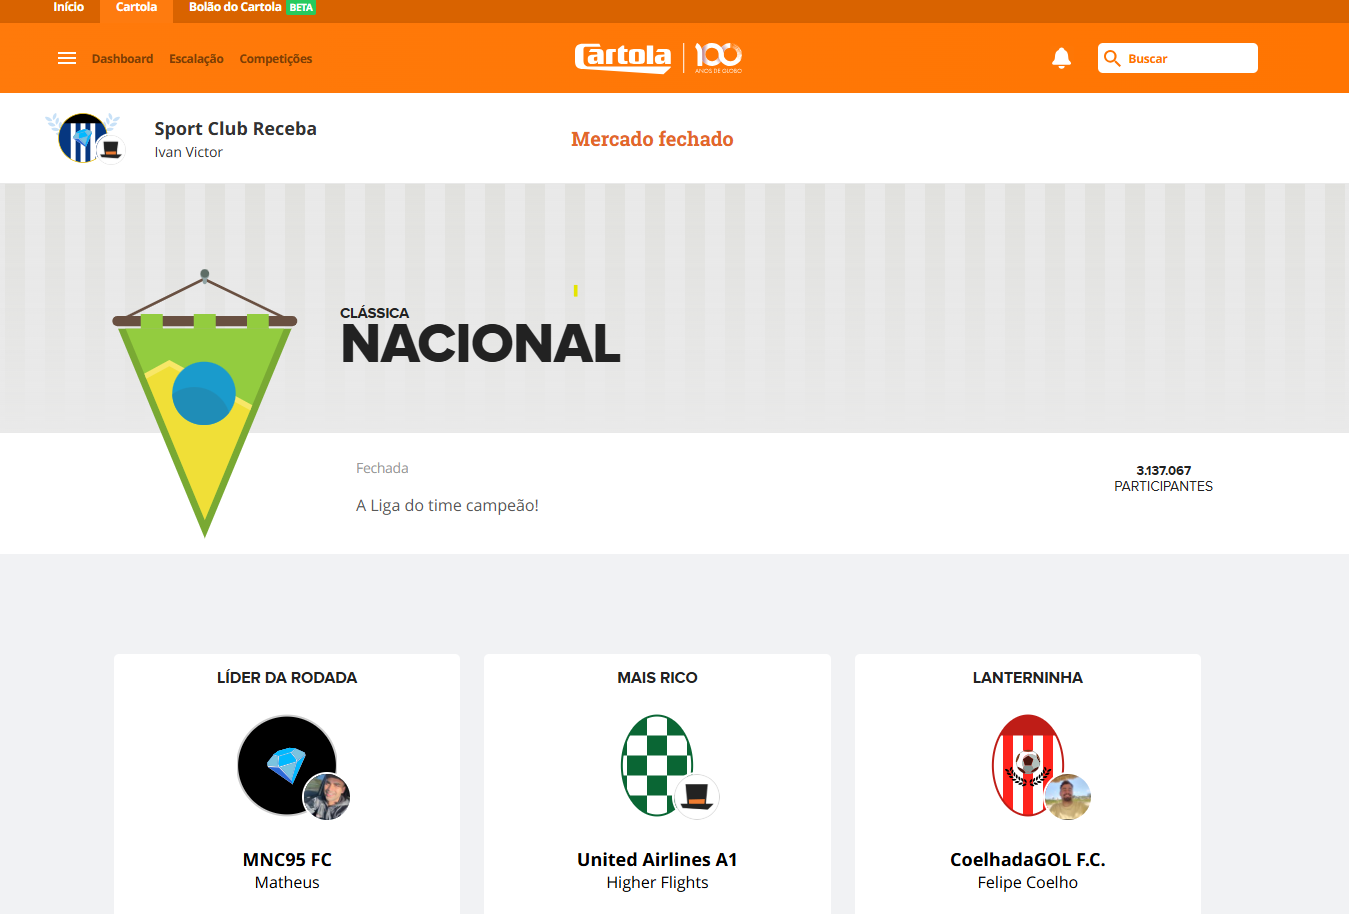 Início Cartola Bolão do Cartola BETA
Dashboard Escalação Competições
Cartola 100
ANOS DE GLOBO
Buscar
Sport Club Receba
Ivan Victor
Mercado fechado
CLÁSSICA
NACIONAL
Fechada
A Liga do time campeão!
3.137.067
PARTICIPANTES
LÍDER DA RODADA
MNC95 FC
Matheus
MAIS RICO
United Airlines A1
Higher Flights
LANTERNINHA
CoelhadaGOL F.C.
Felipe Coelho